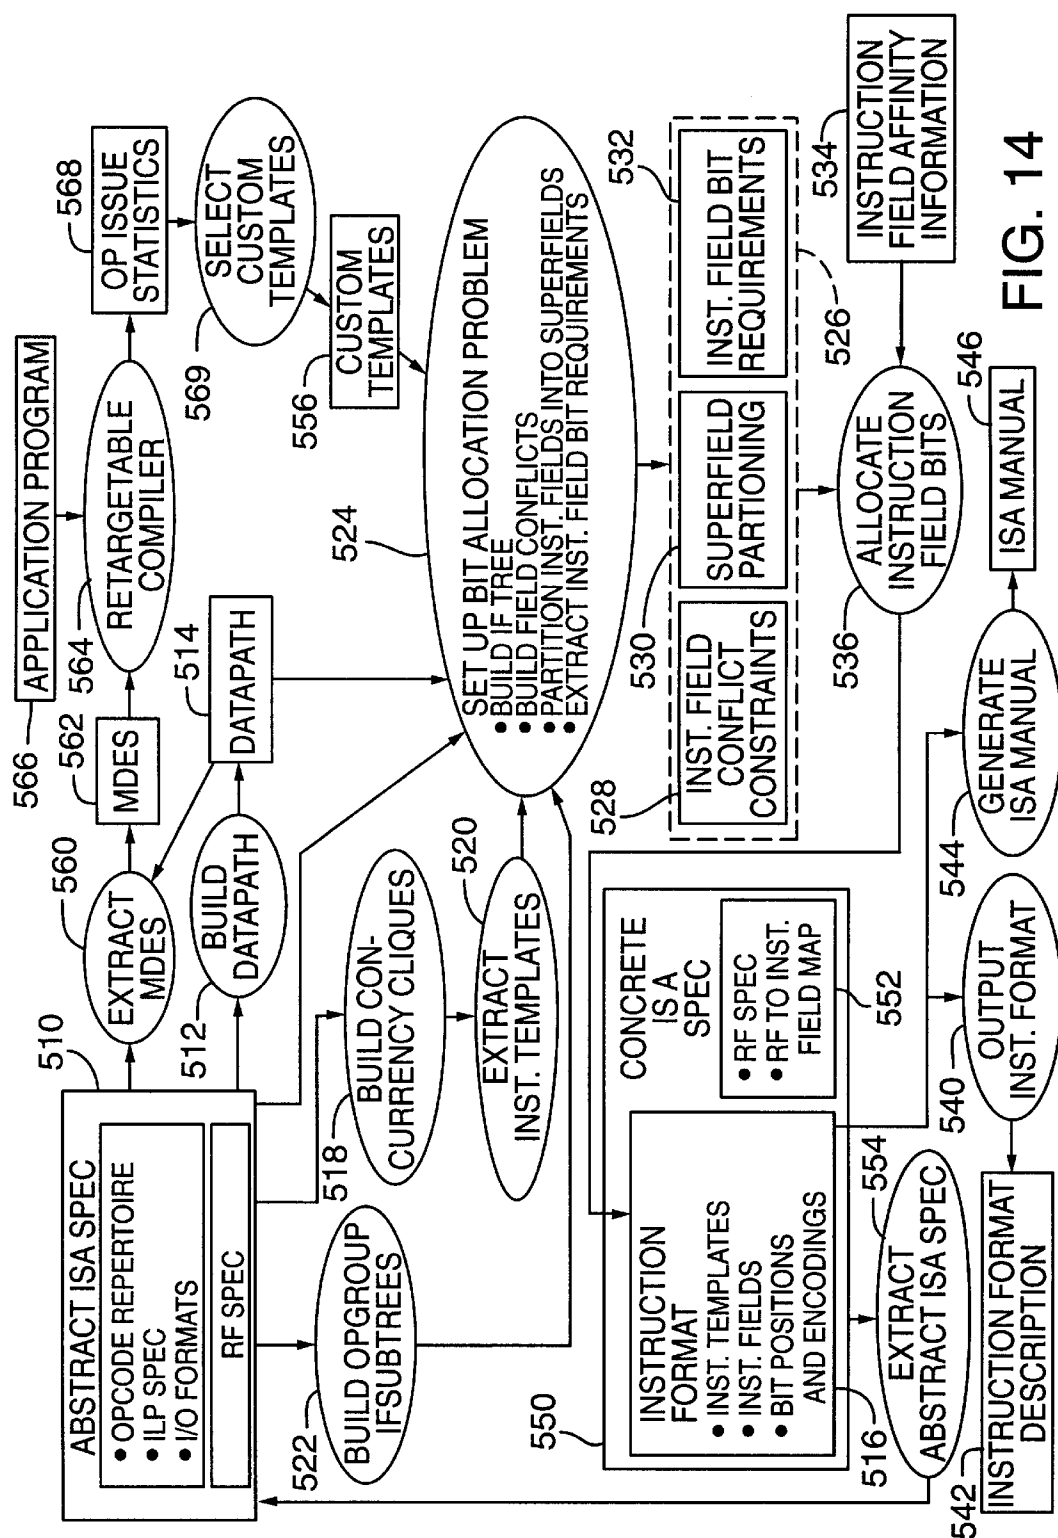 510
ABSTRACT ISA SPEC
● OPCODE REPERTOIRE
● ILP SPEC
● I/O FORMATS
RF SPEC
560
EXTRACT
MDES
562
MDES
566
APPLICATION PROGRAM
564
RETARGETABLE
COMPILER
568
OP ISSUE
STATISTICS
569
SELECT
CUSTOM
TEMPLATES
556
CUSTOM
TEMPLATES
512
BUILD
DATAPATH
514
DATAPATH
522
BUILD OPGROUP
IFSUBTREES
518
BUILD CON-
CURRENCY CLIQUES
520
EXTRACT
INST. TEMPLATES
524
SET UP BIT ALLOCATION PROBLEM
● BUILD IF TREE
● BUILD FIELD CONFLICTS
● PARTITION INST. FIELDS INTO SUPERFIELDS
● EXTRACT INST. FIELD BIT REQUIREMENTS
528
INST. FIELD
CONFLICT
CONSTRAINTS
530
SUPERFIELD
PARTIONING
532
INST. FIELD BIT
REQUIREMENTS
526
534
INSTRUCTION
FIELD AFFINITY
INFORMATION
536
ALLOCATE
INSTRUCTION
FIELD BITS
550
CONCRETE
IS A
SPEC
INSTRUCTION
FORMAT
● INST. TEMPLATES
● INST. FIELDS
● BIT POSITIONS
AND ENCODINGS
516
● RF SPEC
● RF TO INST.
FIELD MAP
552
554
EXTRACT
ABSTRACT ISA SPEC
540
OUTPUT
INST. FORMAT
542
INSTRUCTION FORMAT
DESCRIPTION
544
GENERATE
ISA MANUAL
546
ISA MANUAL
FIG. 14